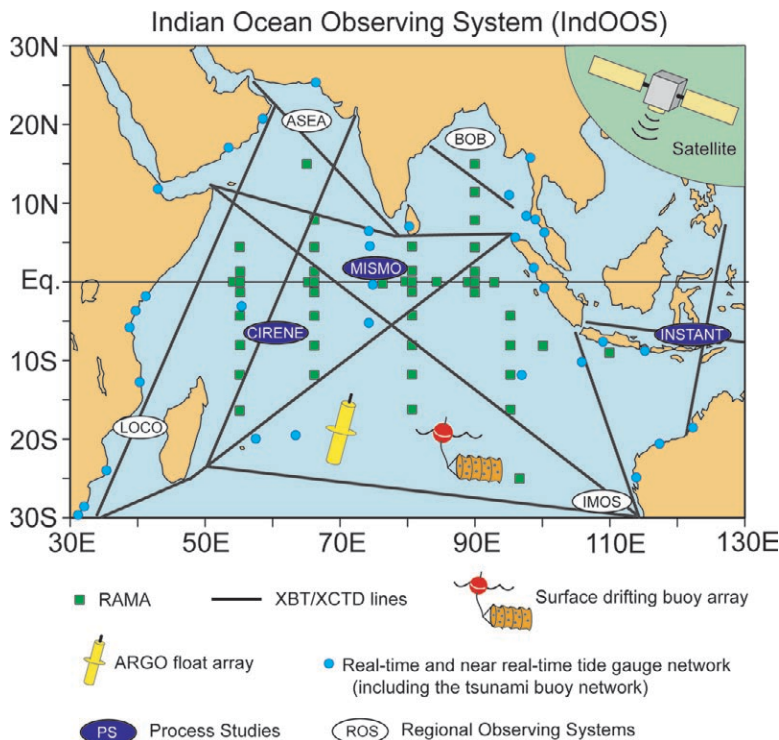 Indian Ocean Observing System (IndOOS)
30N
20N
10N
Eq.
10S
20S
30S
ASEA
BOB
Satellite
MISMO
CIRENE
INSTANT
LOCO
IMOS
30E 50E 70E 90E 110E 130E
RAMA
XBT/XCTD lines
Surface drifting buoy array
ARGO float array
Real-time and near real-time tide gauge network
(including the tsunami buoy network)
PS Process Studies
ROS Regional Observing Systems